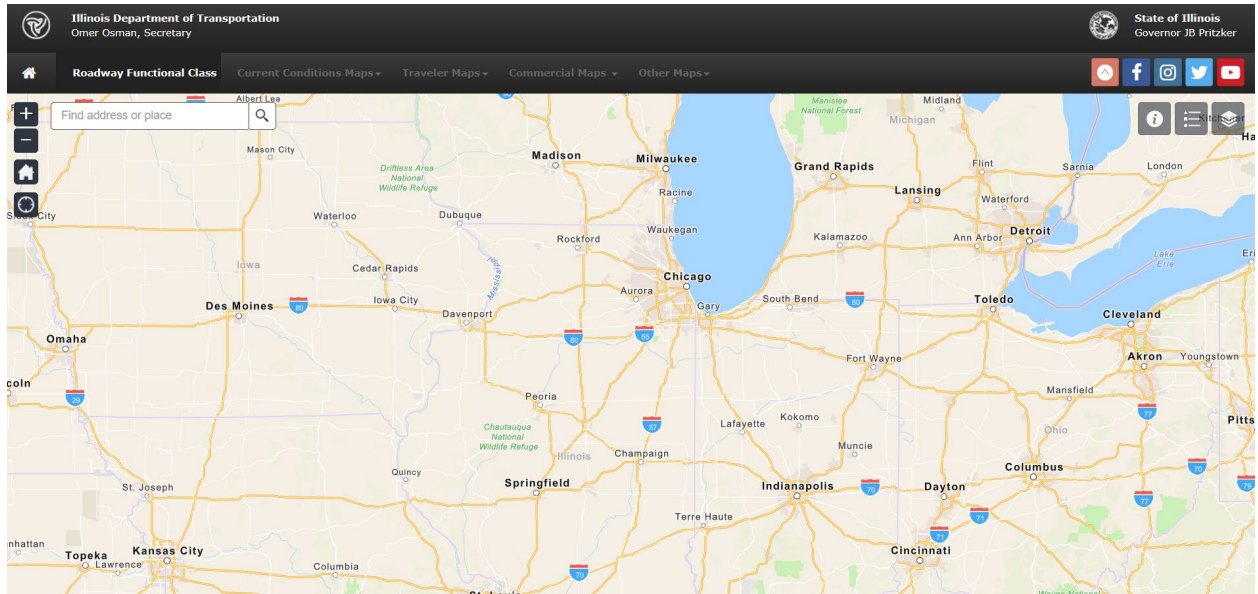 Illinois Department of Transportation
Omer Osman, Secretary
State of Illinois
Governor JB Pritzker
Roadway Functional Class
Current Conditions Maps
Traveler Maps
Commercial Maps
Other Maps
Find address or place
Albert Lea
Manistee
National Forest
Midland
Michigan
Mason City
Driftless Area
National
Wildlife Refuge
Madison
Milwaukee
Grand Rapids
Flint
Sarnia
London
Racine
Lansing
Waterford
City
Waterloo
Dubuque
Waukegan
Rockford
Kalamazoo
Ann Arbor
Detroit
Lake
Erie
Iowa
Cedar Rapids
Chicago
Aurora
Iowa City
Des Moines
80
Davenport
Gary
South Bend
80
Toledo
Cleveland
Omaha
80
55
Fort Wayne
Akron
Youngstown
coln
29
Peoria
Mansfield
77
Chautauqua
National
Wildlife Refuge
57
Lafayette
Kokomo
Ohio
Pitts
Illinois
Champaign
Muncie
Quincy
Columbus
70
St. Joseph
Springfield
Indianapolis
70
Dayton
77
79
Terre Haute
71
71
nhattan
Topeka
Kansas City
Lawrence
Cincinnati
Columbia
70